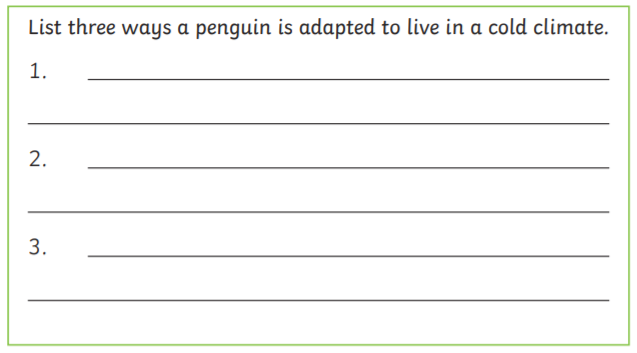 List three ways a penguin is adapted to live in a cold climate.
1.
2.
3.